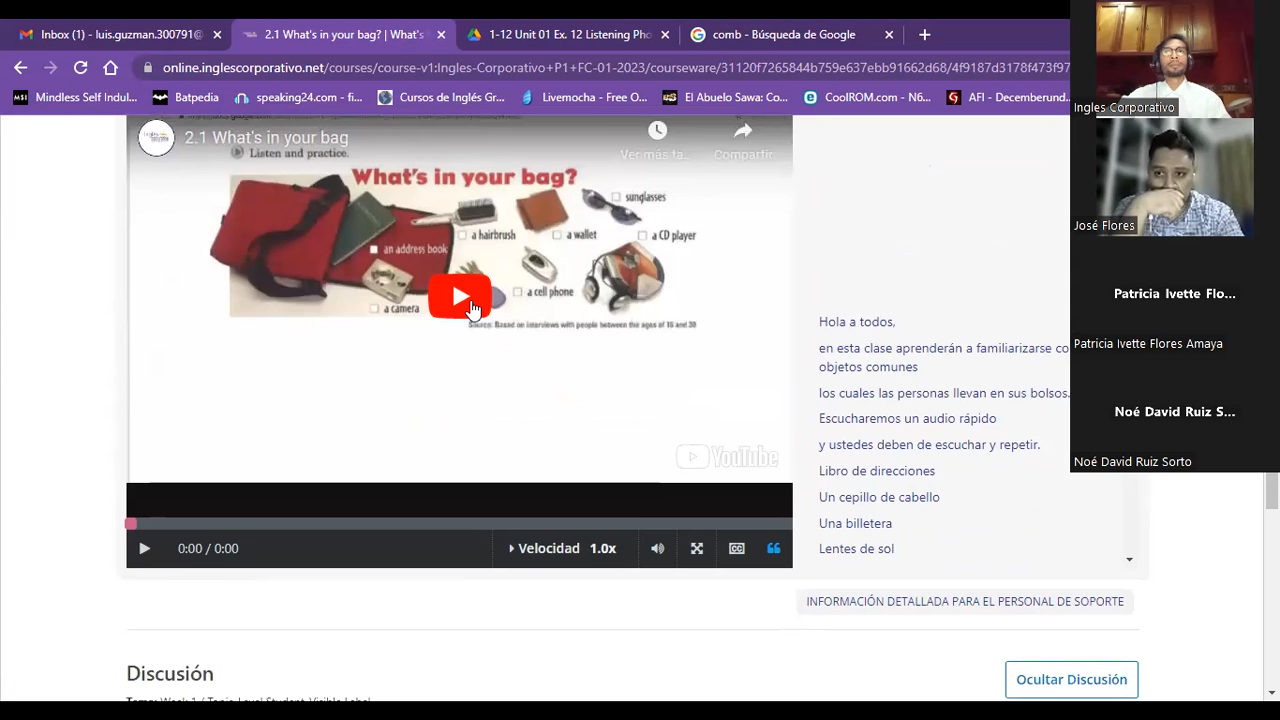 Inbox (1) - luis.guzman.300791@
2.1 What's in your bag? | What's
1-12 Unit 01 Ex. 12 Listening Pho
comb - Búsqueda de Google
online.inglescorporativo.net/courses/course-v1:Ingles-Corporativo+P1+FC-01-2023/courseware/31120f7265844b759e637ebb91662d68/4f9187d3178f473f97
Mindless Self Indul...
Batpedia
speaking24.com - fi...
Cursos de Inglés Gr...
Livemocha - Free O...
El Abuelo Sawa: Co...
CoolROM.com - N6...
AFI - Decemberund
2.1 What's in your bag
Ver más ta...
Compartir
Listen and practice.
What's in your bag?
sunglasses
a hairbrush
a wallet
a CD player
an address book
a cell phone
a camera
Source: Based on interviews with people between the ages of 16 and 30
YouTube
0:00 / 0:00
Velocidad 1.0x
CC
Hola a todos,
en esta clase aprenderán a familiarizarse co
objetos comunes
los cuales las personas llevan en sus bolsos.
Escucharemos un audio rápido
y ustedes deben de escuchar y repetir.
Libro de direcciones
Un cepillo de cabello
Una billetera
Lentes de sol
INFORMACIÓN DETALLADA PARA EL PERSONAL DE SOPORTE
Discusión
Ocultar Discusión
Ingles Corporativo
José Flores
Patricia Ivette Flo...
Patricia Ivette Flores Amaya
Noé David Ruiz S...
Noé David Ruiz Sorto